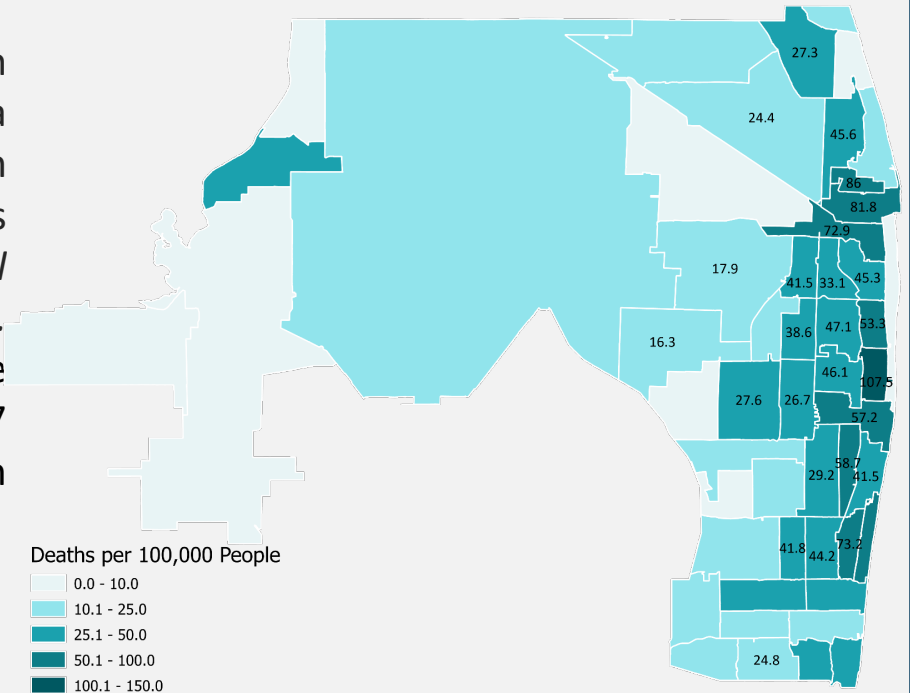 n
a
n
s
e
n
27.3
24.4
45.6
86
81.8
72.9
17.9
41.5 33.1 45.3
38.6 47.1 53.3
16.3
46.1
107.5
27.6 26.7
57.2
58.7
29.2 41.5
73.2
41.8 44.2
24.8
Deaths per 100,000 People
0.0 - 10.0
10.1 - 25.0
25.1 - 50.0
50.1 - 100.0
100.1 - 150.0